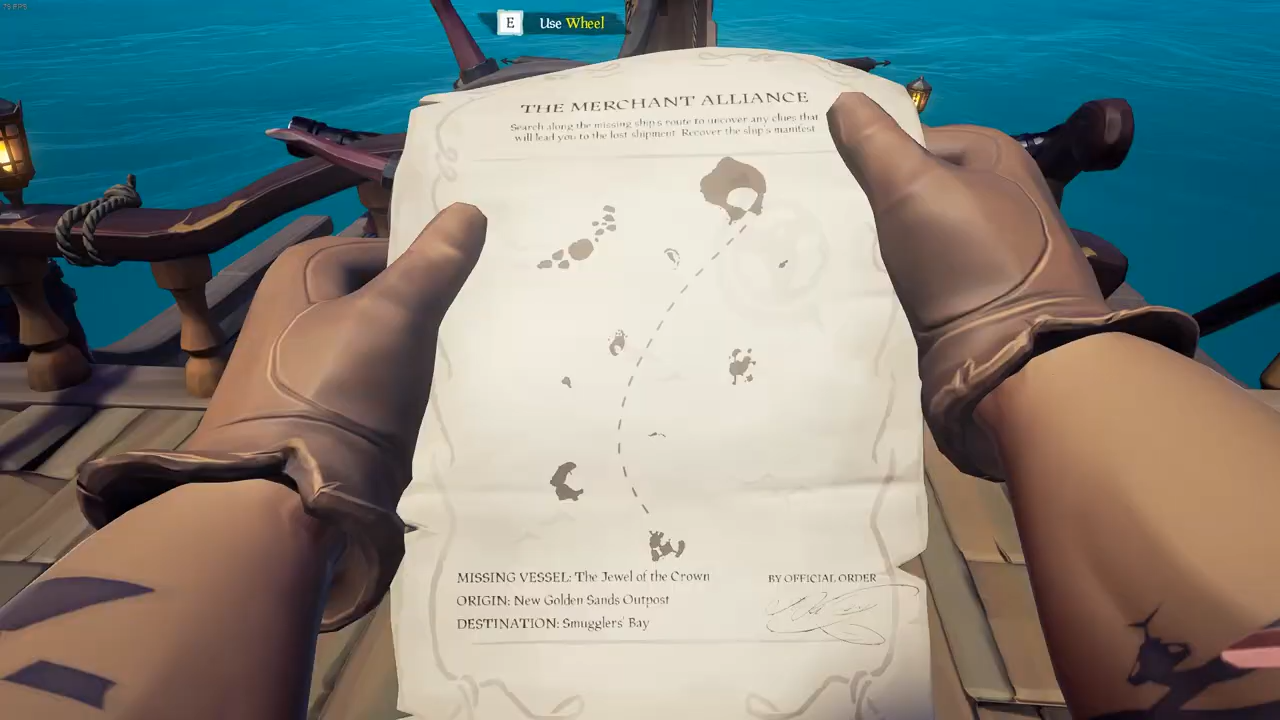 75 FPS
E Use Wheel
THE MERCHANT ALLIANCE
Search along the missing ship's route to uncover any clues that
will lead you to the lost shipment. Recover the ship's manifest
MISSING VESSEL: The Jewel of the Crown
BY OFFICIAL ORDER
ORIGIN: New Golden Sands Outpost
DESTINATION: Smugglers' Bay